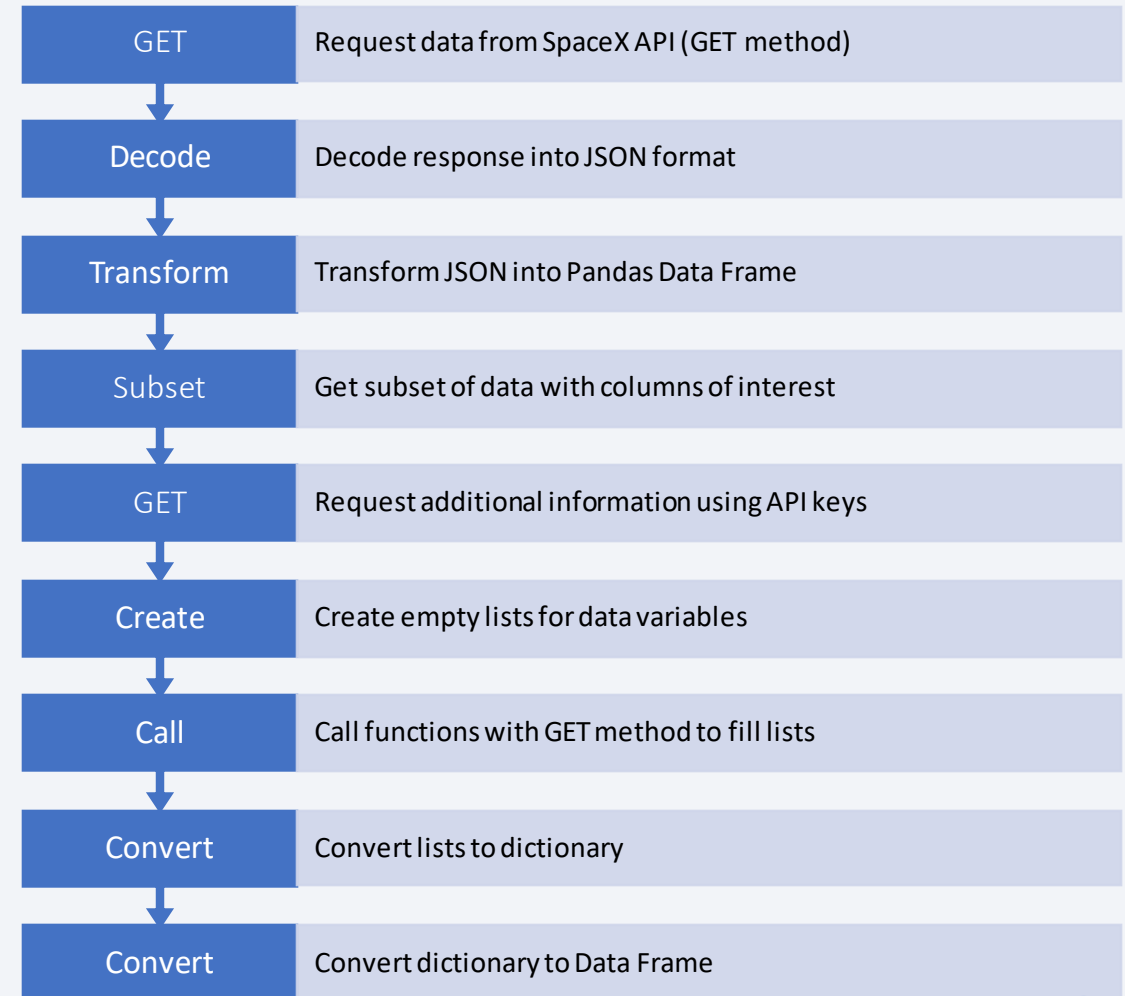 GET
Request data from SpaceX API (GET method)
Decode
Decode response into JSON format
Transform
Transform JSON into Pandas Data Frame
Subset
Get subset of data with columns of interest
GET
Request additional information using API keys
Create
Create empty lists for data variables
Call
Call functions with GET method to fill lists
Convert
Convert lists to dictionary
Convert
Convert dictionary to Data Frame